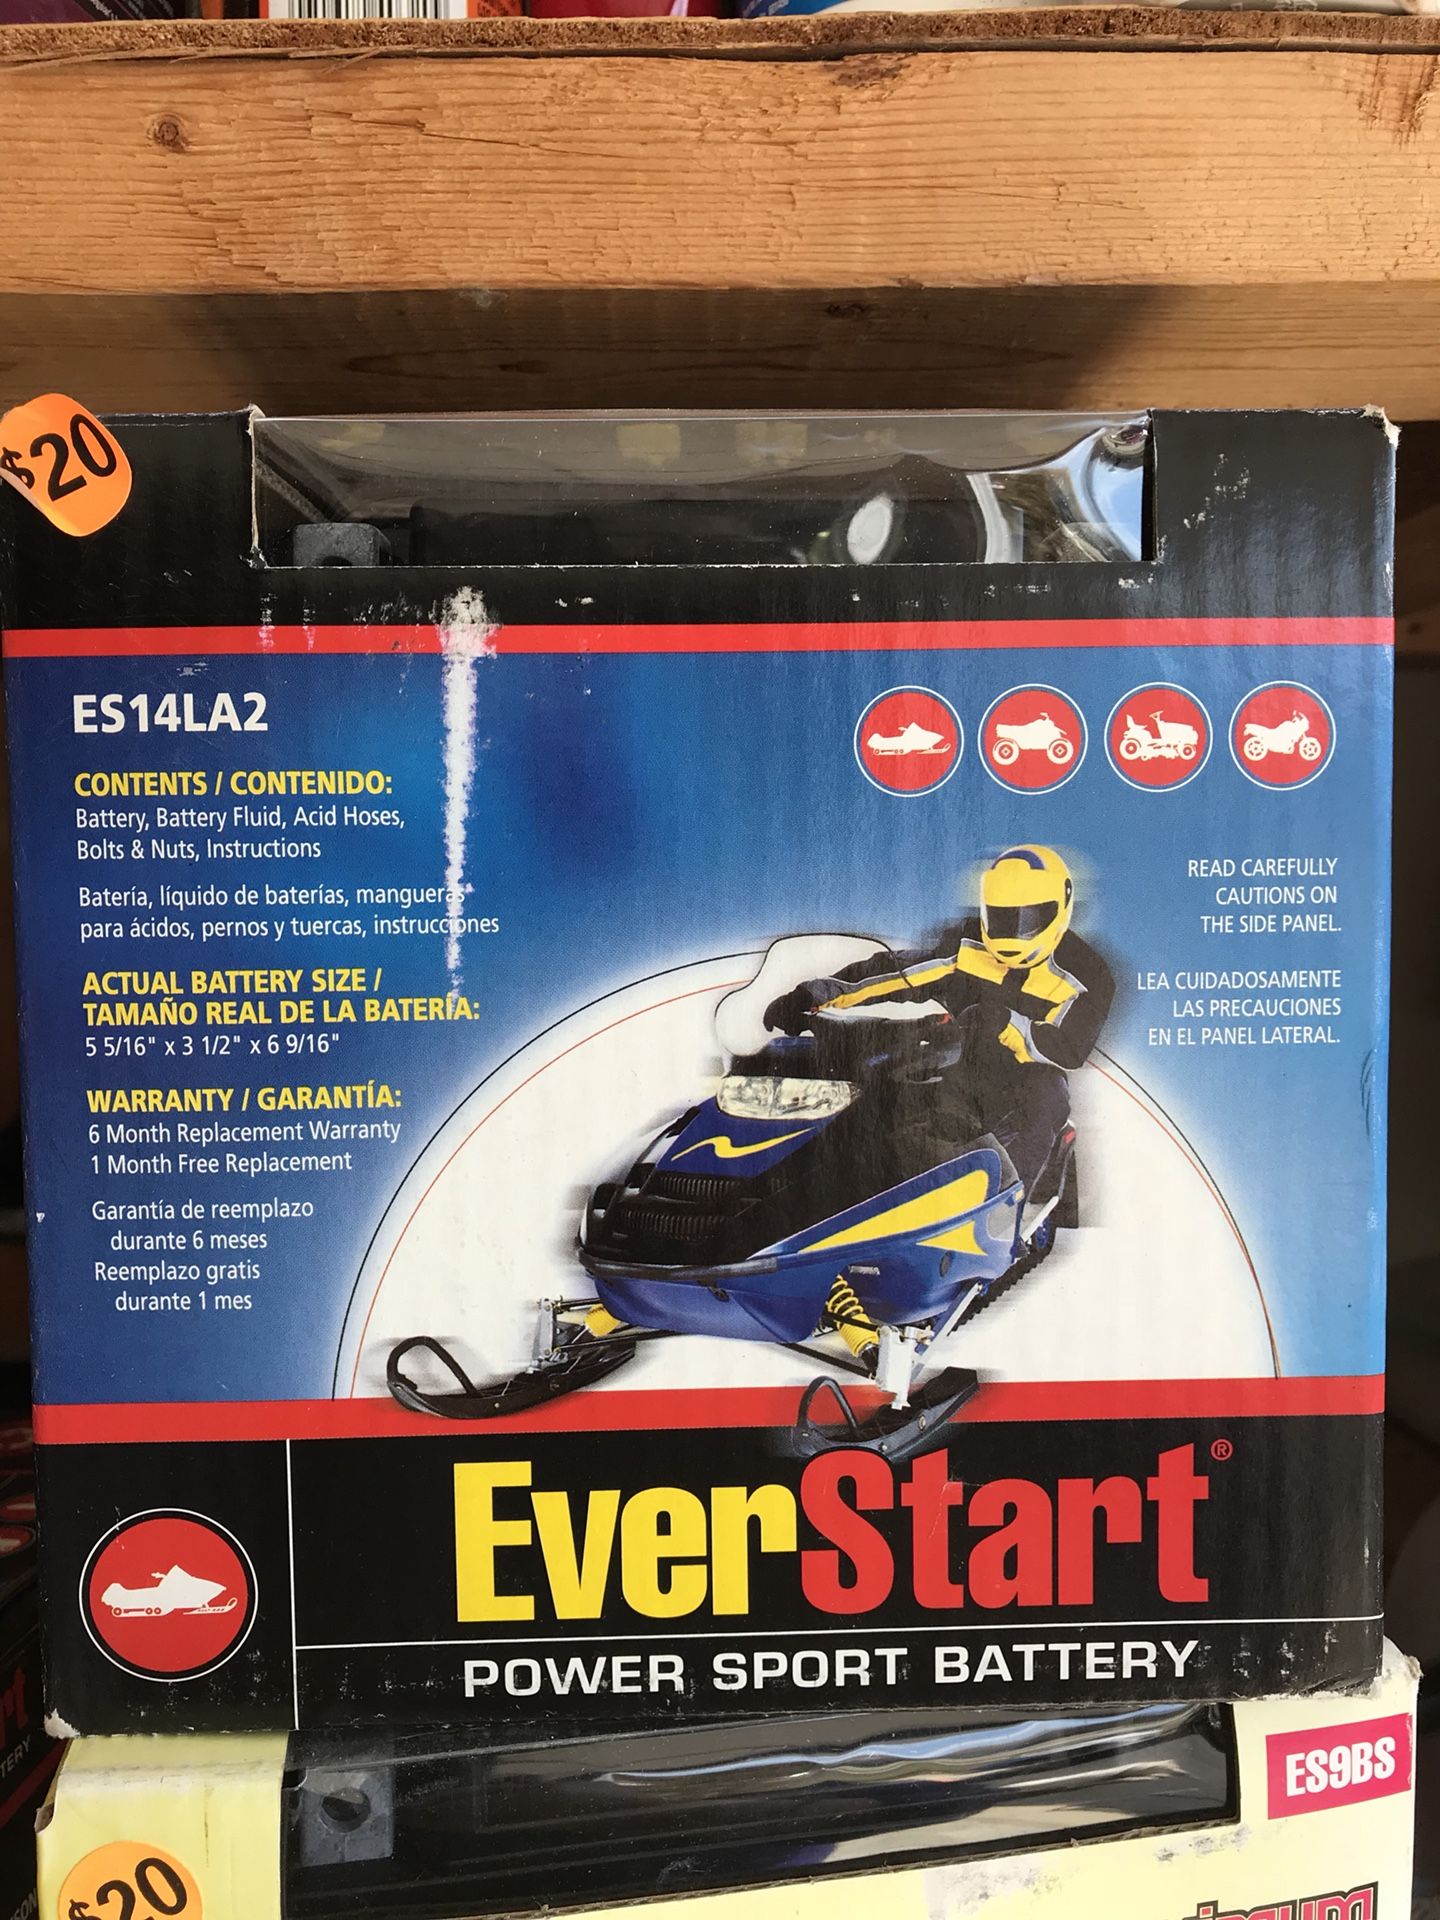 $20
ES14LA2
CONTENTS / CONTENIDO:
Battery, Battery Fluid, Acid Hoses,
Bolts & Nuts, Instructions
Batería, líquido de baterías, mangueras
para ácidos, pernos y tuercas, instrucciones
ACTUAL BATTERY SIZE /
TAMAÑO REAL DE LA BATERÍA:
5 5/16" x 3 1/2" x 6 9/16"
WARRANTY / GARANTÍA:
6 Month Replacement Warranty
1 Month Free Replacement
Garantía de reemplazo
durante 6 meses
Reemplazo gratis
durante 1 mes
READ CAREFULLY
CAUTIONS ON
THE SIDE PANEL.
LEA CUIDADOSAMENTE
LAS PRECAUCIONES
EN EL PANEL LATERAL.
EverStart®
POWER SPORT BATTERY
ES9BS
$20